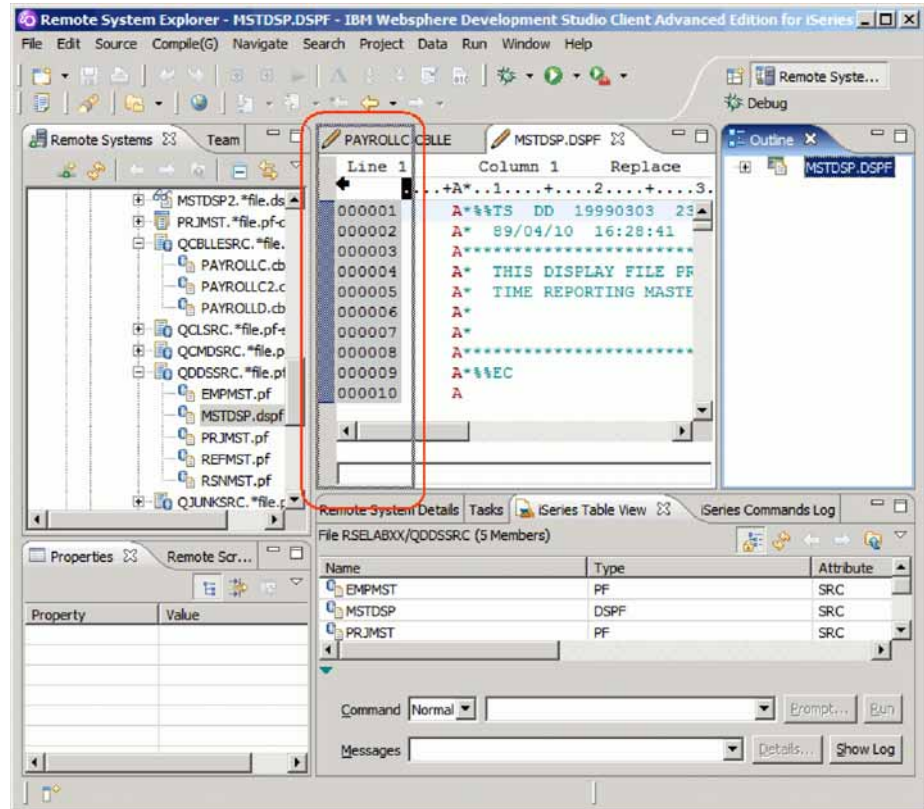 Remote System Explorer - MSTDSP.DSPF - IBM Websphere Development Studio Client Advanced Edition for iSeries
File Edit Source Compile(G) Navigate Search Project Data Run Window Help
Remote Syste...
Debug
Remote Systems Team
MSTDSP2. *file.ds
PRJMST. *file.pf-c
QCBLLESRC. *file.
PAYROLLC.cb
PAYROLLC2.c
PAYROLLD.cb
QCLSRC. *file.pf-s
QCMDSRC. *file.p
QDDSSRC. *file.pf
EMPMST.pf
MSTDSP.dspf
PRJMST.pf
REFMST.pf
RSNMST.pf
QJUNKSRC. *file.p
PAYROLLC.CBLLE MSTDSP.DSPF
Line 1 Column 1 Replace
....+A*..1....+....2....+....3.
000001 A*%%TS DD 19990303 23
000002 A* 89/04/10 16:28:41
000003 A*************************
000004 A* THIS DISPLAY FILE PR
000005 A* TIME REPORTING MASTE
000006 A*
000007 A*
000008 A*************************
000009 A*%%EC
000010 A
Outline
MSTDSP.DSPF
Properties Remote Scr...
Property Value
Remote System Details Tasks iSeries Table View iSeries Commands Log
File RSELABXX/QDDSSRC (5 Members)
Name Type Attribute
EMPMST PF SRC
MSTDSP DSPF SRC
PRJMST PF SRC
Command Normal Prompt... Run
Messages Details... Show Log